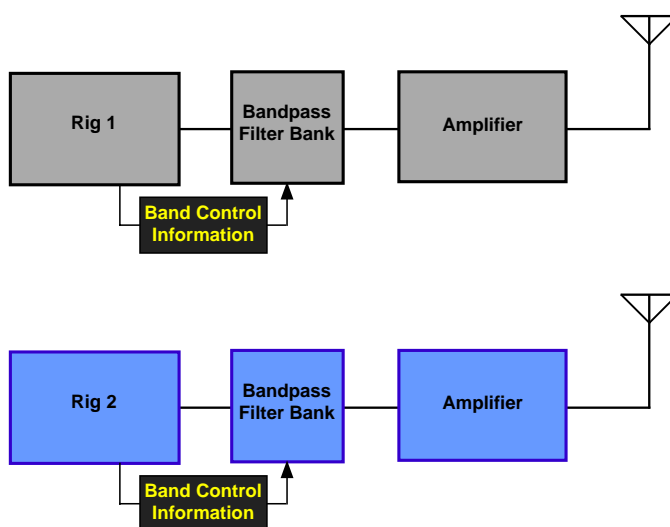 Rig 1
Bandpass
Filter Bank
Amplifier
Band Control
Information
Rig 2
Bandpass
Filter Bank
Amplifier
Band Control
Information